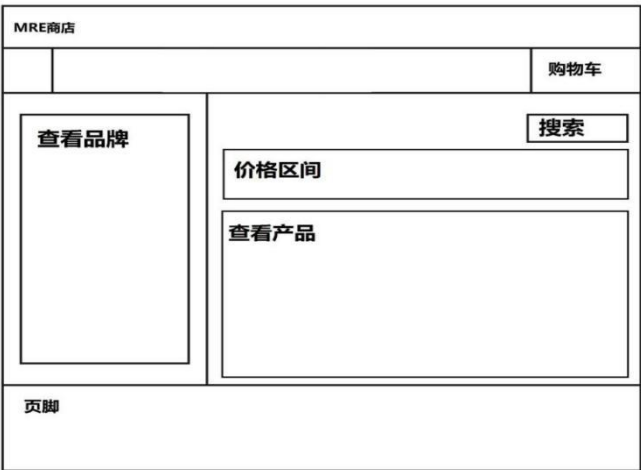 MRE商店
购物车
查看品牌
搜索
价格区间
查看产品
页脚